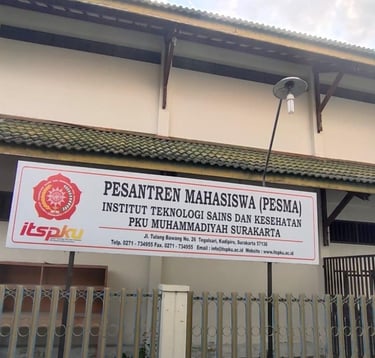 PESANTREN MAHASISWA (PESMA)
INSTITUT TEKNOLOGI SAINS DAN KESEHATAN
PKU MUHAMMADIYAH SURAKARTA
itspku
Jl. Tulang Bawang No. 26 Tegalsari, Kadipiro, Surakarta 57136
Telp. 0271 - 734955 Fax. 0271 - 734955 Email : info@itspku.ac.id Website : www.itspku.ac.id